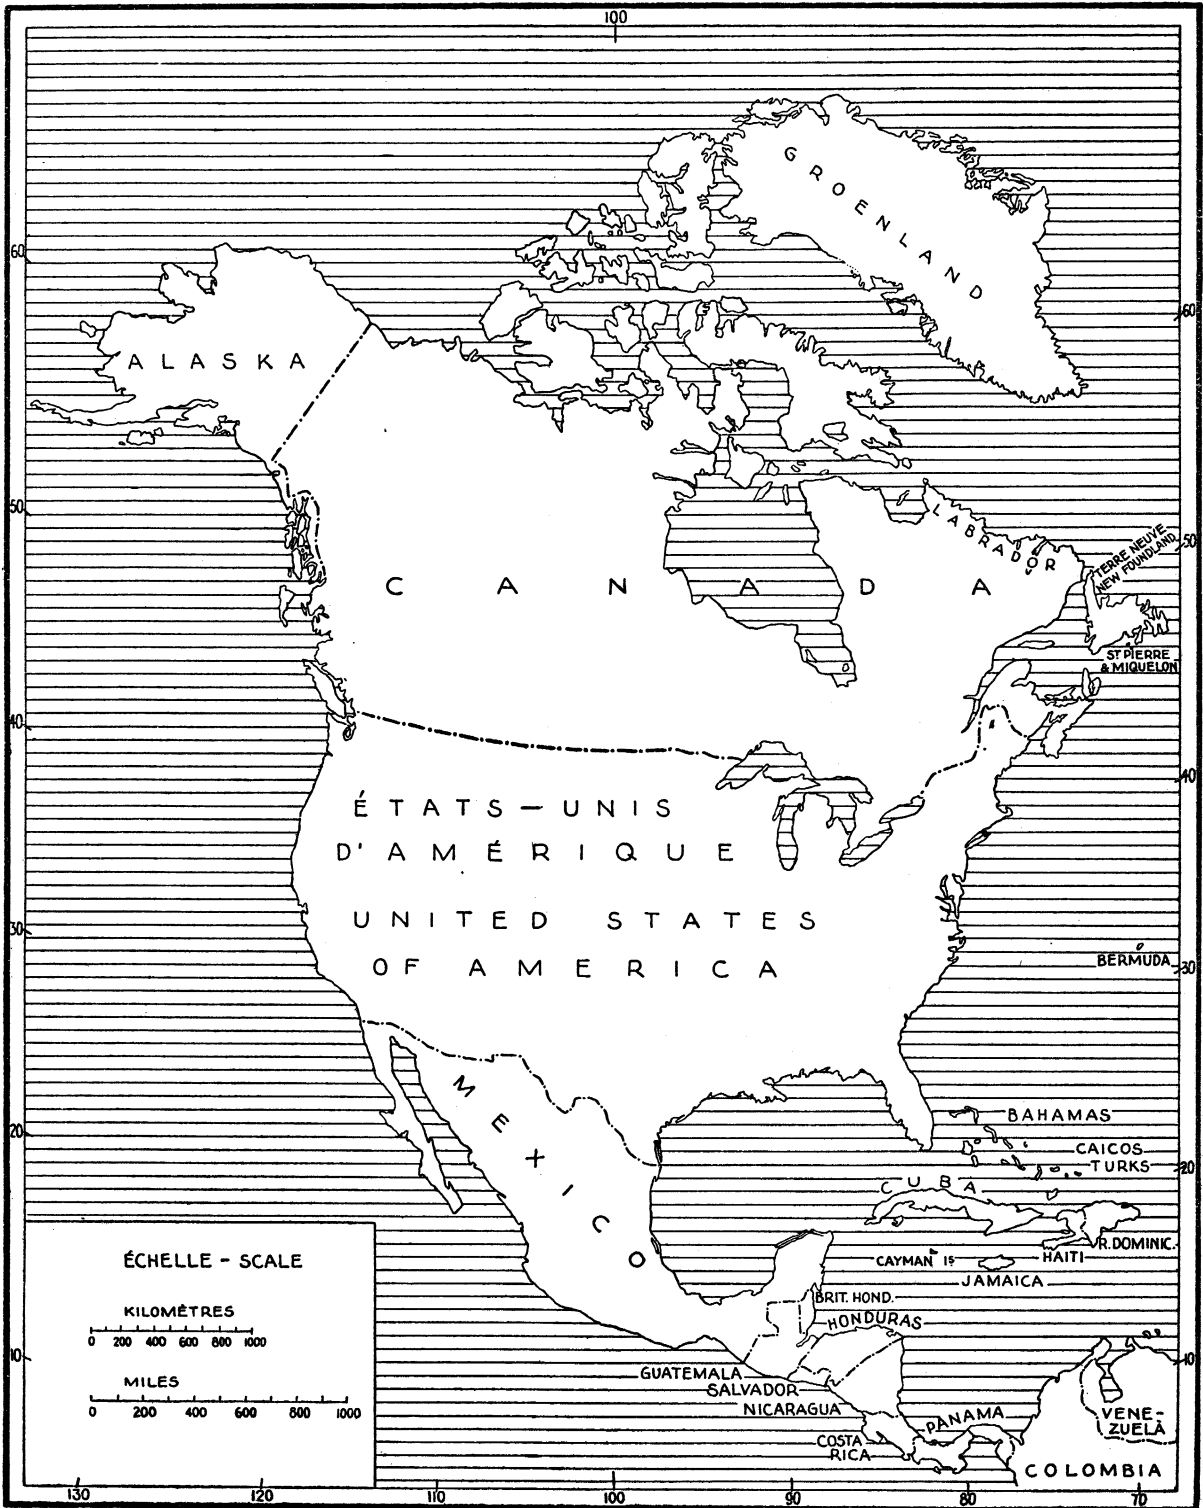 100
GROENLAND
60
60
ALASKA
50
LABRADOR
50
TERRE NEUVE
NEW FOUNDLAND
CANADA
ST PIERRE
& MIQUELON
40
40
ÉTATS-UNIS
D'AMÉRIQUE
UNITED STATES
OF AMERICA
30
30
BERMUDA
MEXICO
BAHAMAS
20
CAICOS
TURKS
20
CUBA
R. DOMINIC.
HAITI
CAYMAN IS
JAMAICA
BRIT. HOND.
HONDURAS
GUATEMALA
SALVADOR
NICARAGUA
PANAMA
COSTA
RICA
VENE-
ZUELA
COLOMBIA
10
10
ÉCHELLE - SCALE
KILOMÈTRES
0 200 400 600 800 1000
MILES
0 200 400 600 800 1000
130 120 110 100 90 80 70